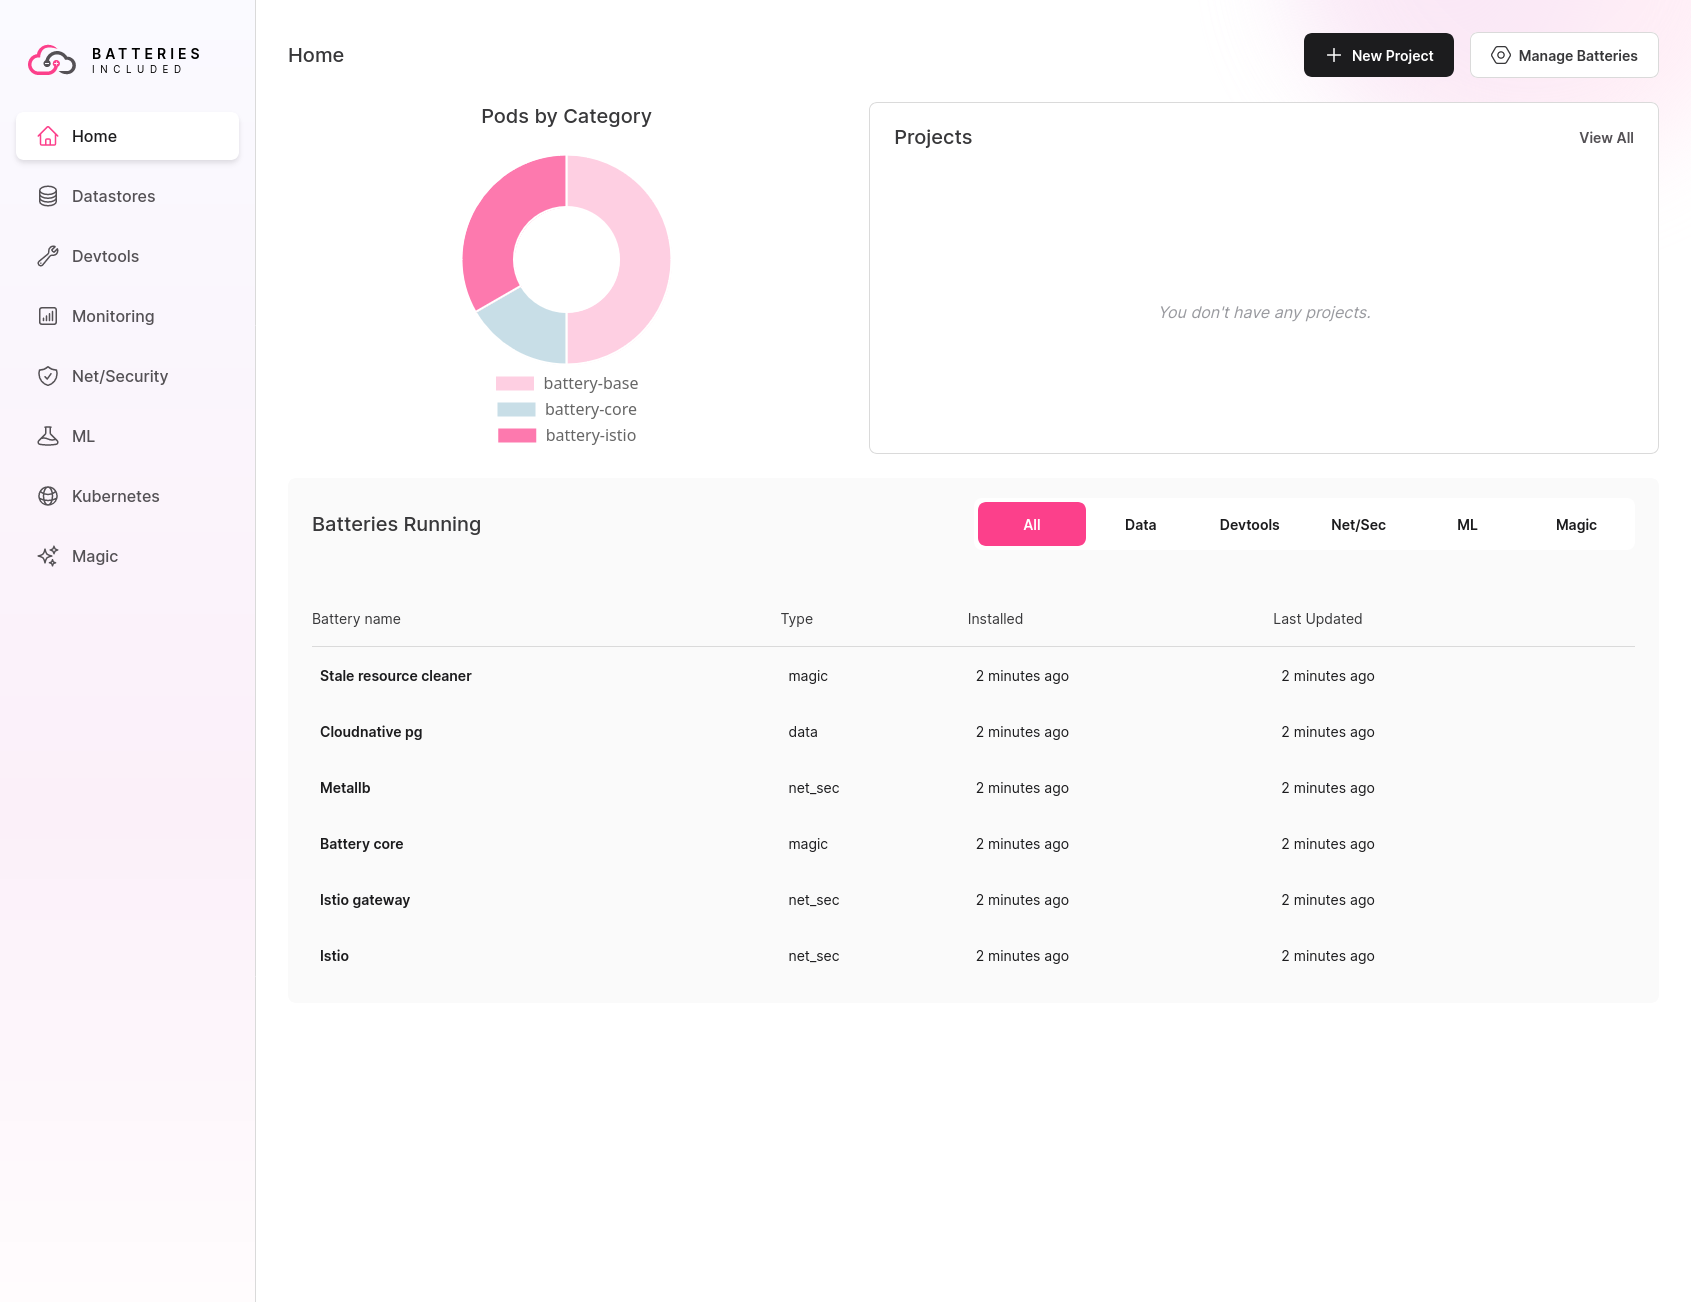 BATTERIES
INCLUDED
Home
Datastores
Devtools
Monitoring
Net/Security
ML
Kubernetes
Magic
Home
New Project
Manage Batteries
Pods by Category
battery-base
battery-core
battery-istio
Projects
View All
You don't have any projects.
Batteries Running
All Data Devtools Net/Sec ML Magic
Battery name Type Installed Last Updated
Stale resource cleaner magic 2 minutes ago 2 minutes ago
Cloudnative pg data 2 minutes ago 2 minutes ago
Metallb net_sec 2 minutes ago 2 minutes ago
Battery core magic 2 minutes ago 2 minutes ago
Istio gateway net_sec 2 minutes ago 2 minutes ago
Istio net_sec 2 minutes ago 2 minutes ago